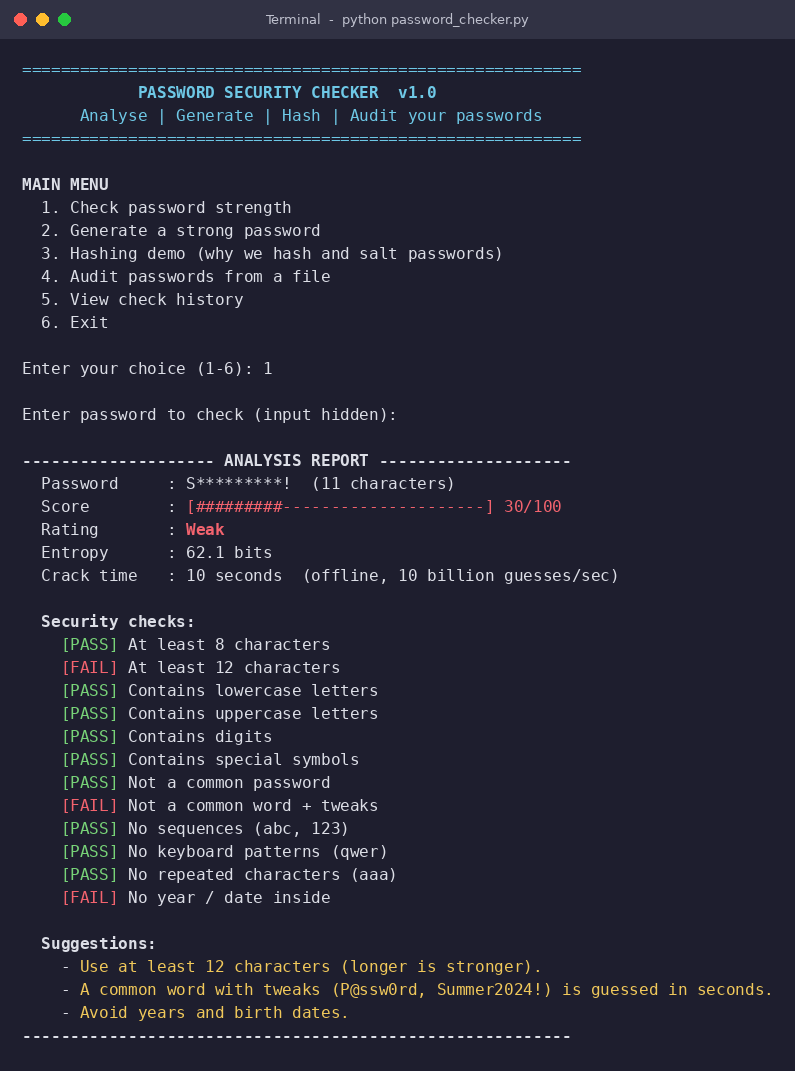 Terminal - python password_checker.py
==========================================================
PASSWORD SECURITY CHECKER v1.0
Analyse | Generate | Hash | Audit your passwords
==========================================================
MAIN MENU
1. Check password strength
2. Generate a strong password
3. Hashing demo (why we hash and salt passwords)
4. Audit passwords from a file
5. View check history
6. Exit
Enter your choice (1-6): 1
Enter password to check (input hidden):
-------------------- ANALYSIS REPORT --------------------
Password : S*********! (11 characters)
Score : [#########---------------------] 30/100
Rating : Weak
Entropy : 62.1 bits
Crack time : 10 seconds (offline, 10 billion guesses/sec)
Security checks:
[PASS] At least 8 characters
[FAIL] At least 12 characters
[PASS] Contains lowercase letters
[PASS] Contains uppercase letters
[PASS] Contains digits
[PASS] Contains special symbols
[PASS] Not a common password
[FAIL] Not a common word + tweaks
[PASS] No sequences (abc, 123)
[PASS] No keyboard patterns (qwer)
[PASS] No repeated characters (aaa)
[FAIL] No year / date inside
Suggestions:
- Use at least 12 characters (longer is stronger).
- A common word with tweaks (P@ssw0rd, Summer2024!) is guessed in seconds.
- Avoid years and birth dates.
---------------------------------------------------------